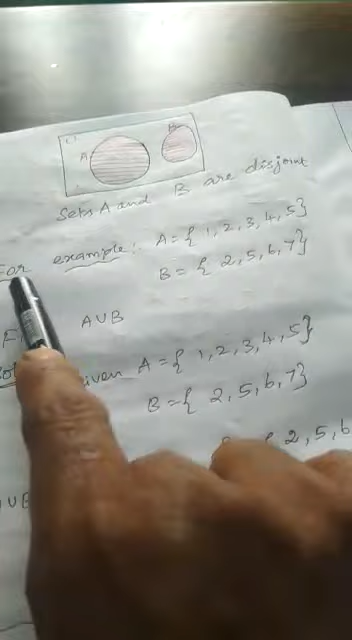 U
A
B
Sets A and B are disjoint
For example: A = { 1, 2, 3, 4, 5 }
B = { 2, 5, 6, 7 }
A∪B
A = { 1, 2, 3, 4, 5 }
B = { 2, 5, 6, 7 }
{ 2, 5, 6
∪B